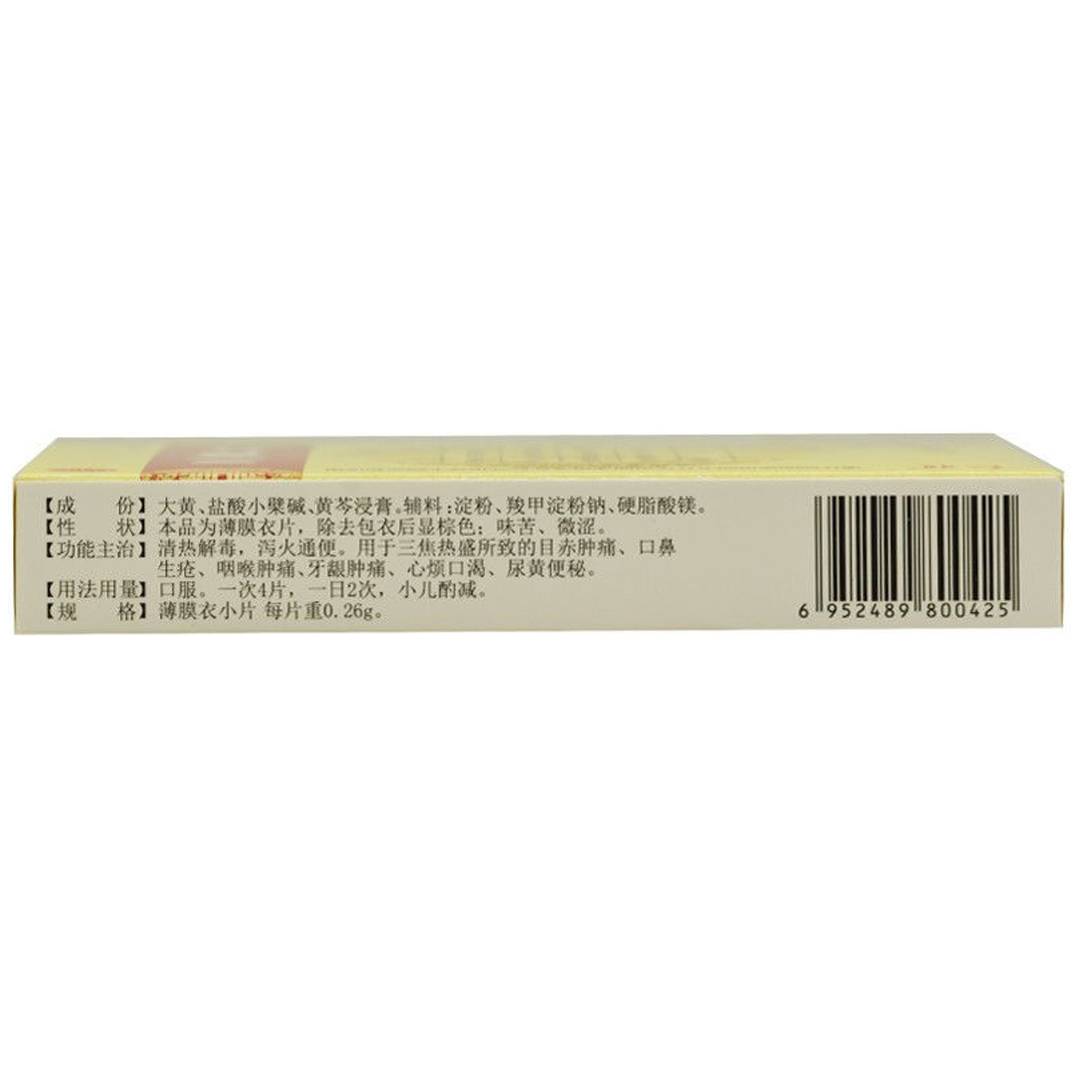 【成 份】大黄、盐酸小檗碱、黄芩浸膏。辅料:淀粉、羧甲淀粉钠、硬脂酸镁。
【性 状】本品为薄膜衣片，除去包衣后显棕色；味苦、微涩。
【功能主治】清热解毒，泻火通便。用于三焦热盛所致的目赤肿痛、口鼻
生疮、咽喉肿痛、牙龈肿痛、心烦口渴、尿黄便秘。
【用法用量】口服。一次4片，一日2次，小儿酌减。
【规 格】薄膜衣小片 每片重0.26g。
6 952489 800425